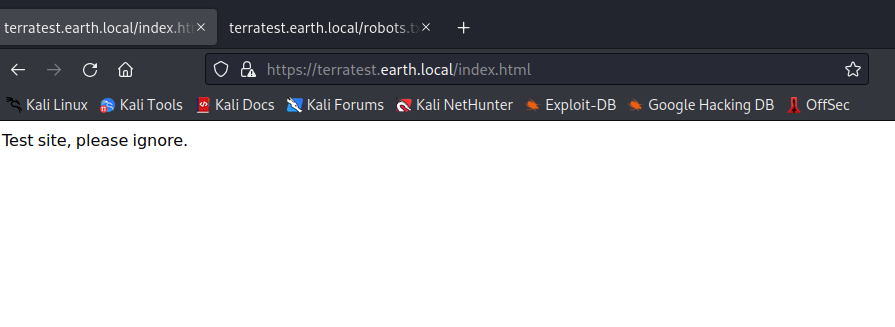 terratest.earth.local/index.ht
terratest.earth.local/robots.t
https://terratest.earth.local/index.html
Kali Linux Kali Tools Kali Docs Kali Forums Kali NetHunter Exploit-DB Google Hacking DB OffSec
Test site, please ignore.